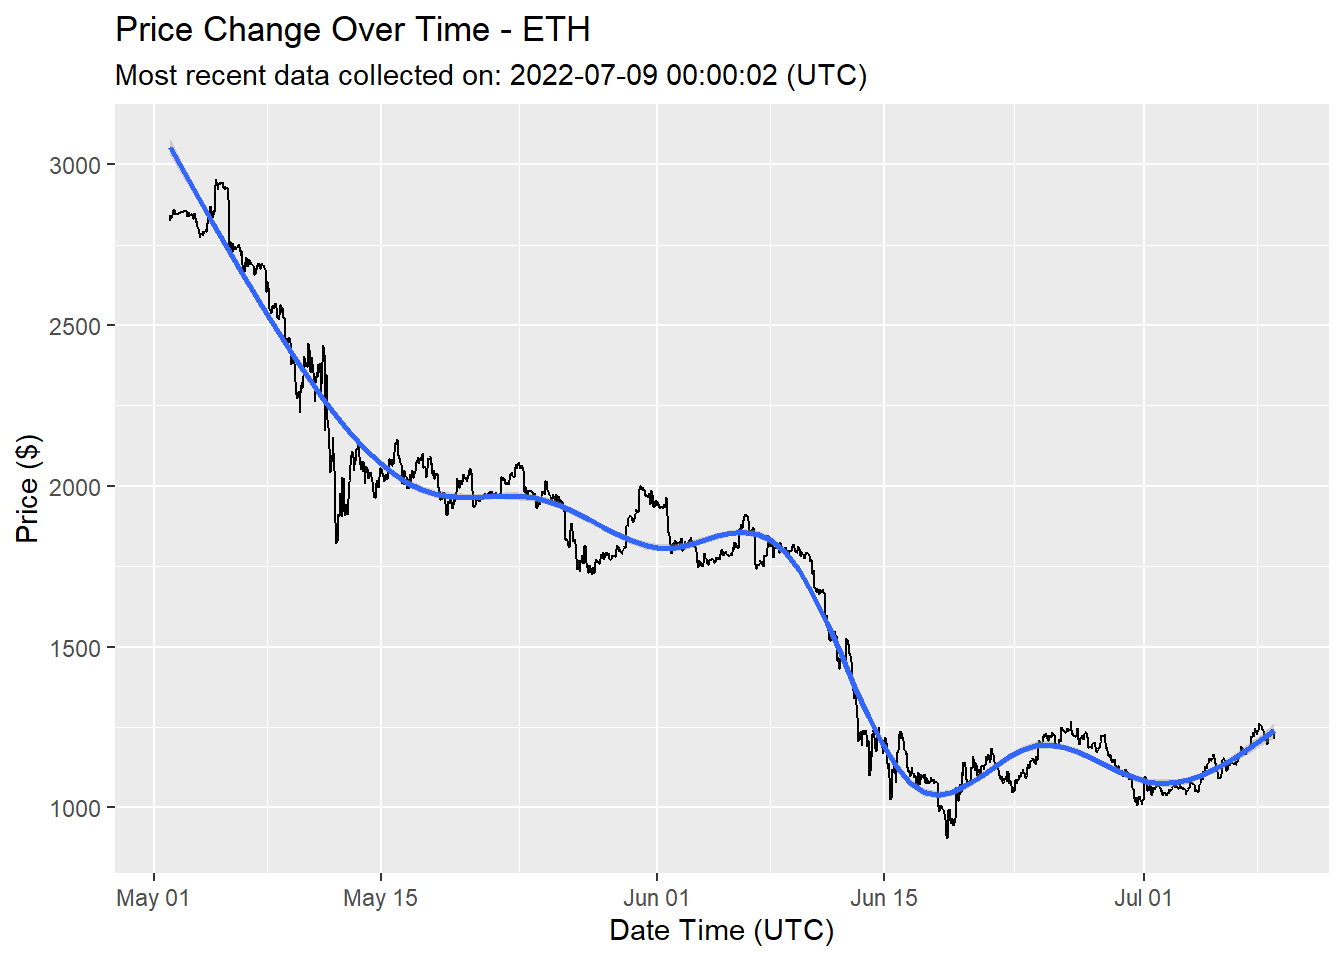 Price Change Over Time - ETH
Most recent data collected on: 2022-07-09 00:00:02 (UTC)
Price ($)
3000
2500
2000
1500
1000
May 01
May 15
Jun 01
Jun 15
Jul 01
Date Time (UTC)